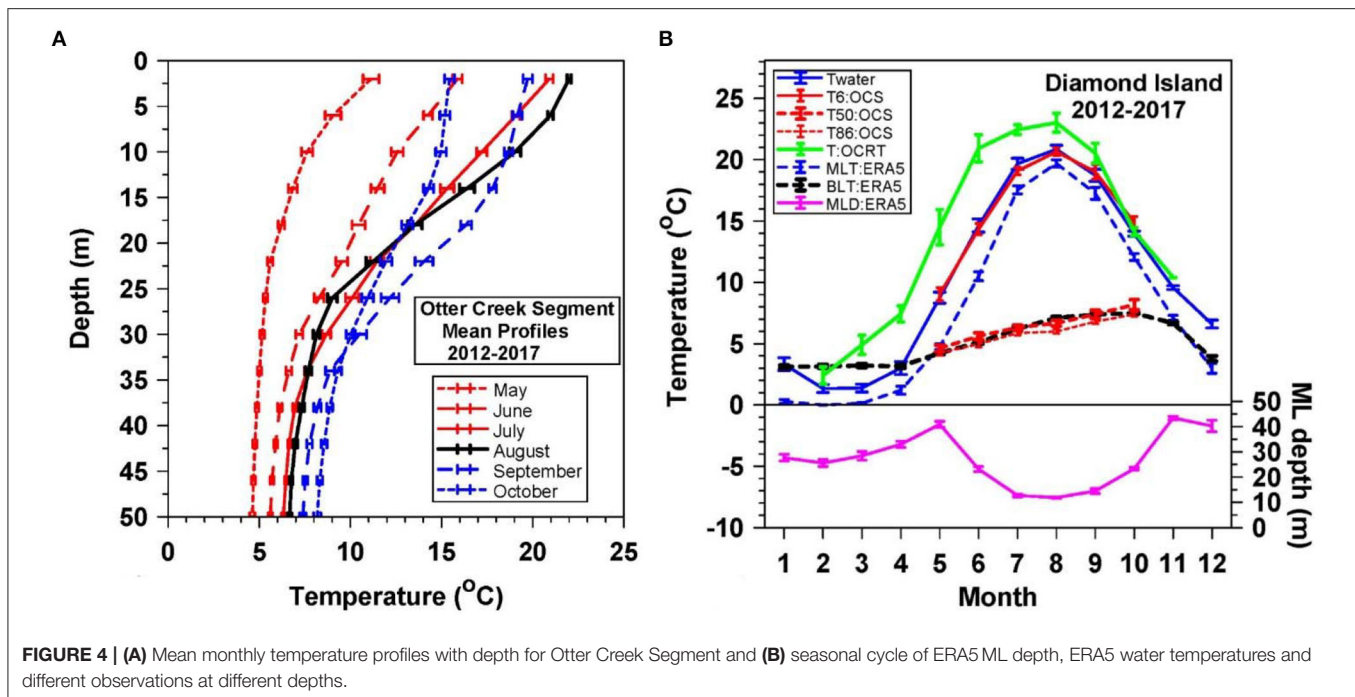 A
0
5
10
15
20
25
30
35
40
45
50
Depth (m)
Otter Creek Segment
Mean Profiles
2012-2017
May
June
July
August
September
October
0
5
10
15
20
25
Temperature (°C)
B
25
20
15
10
5
0
-5
-10
Temperature (°C)
Twater
T6:OCS
T50:OCS
T86:OCS
T:OCRT
MLT:ERA5
BLT:ERA5
MLD:ERA5
Diamond Island
2012-2017
50
40
30
20
10
0
ML depth (m)
1 2 3 4 5 6 7 8 9 10 11 12
Month
FIGURE 4 | (A) Mean monthly temperature profiles with depth for Otter Creek Segment and (B) seasonal cycle of ERA5 ML depth, ERA5 water temperatures and
different observations at different depths.